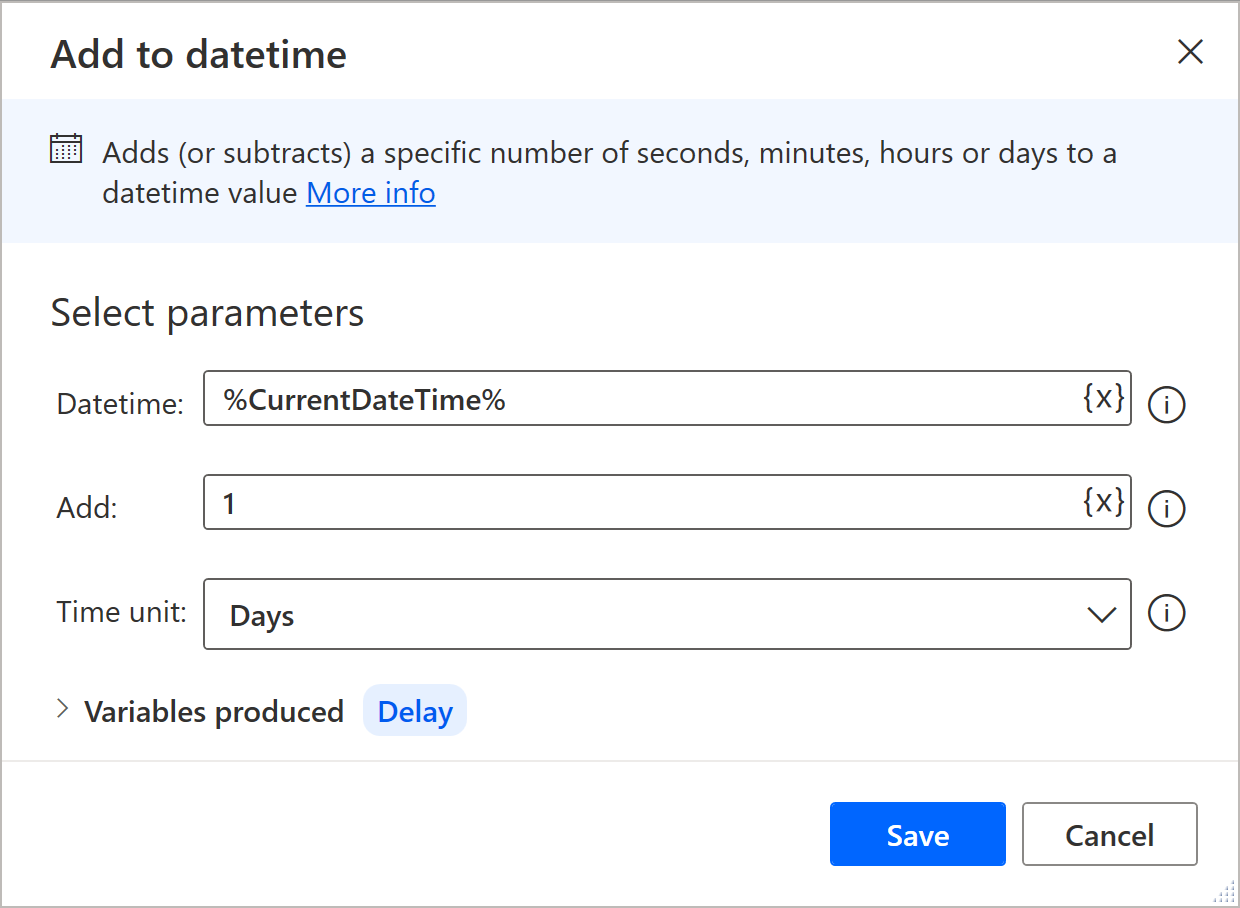 Add to datetime
Adds (or subtracts) a specific number of seconds, minutes, hours or days to a
datetime value More info
Select parameters
Datetime: %CurrentDateTime% {x}
Add: 1 {x}
Time unit: Days
Variables produced Delay
Save Cancel